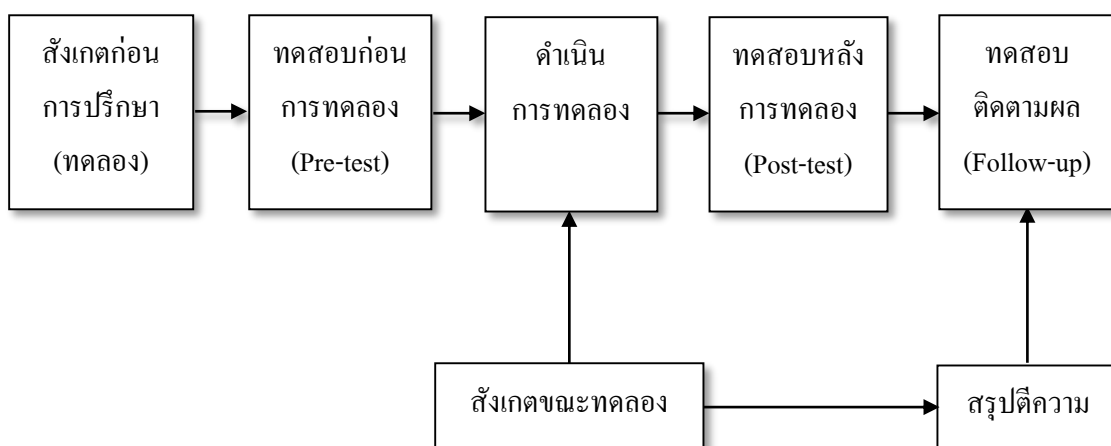 สังเกตก่อน
การปรึกษา
(ทดลอง)
ทดสอบก่อน
การทดลอง
(Pre-test)
ดำเนิน
การทดลอง
ทดสอบหลัง
การทดลอง
(Post-test)
ทดสอบ
ติดตามผล
(Follow-up)
สังเกตขณะทดลอง
สรุปตีความ